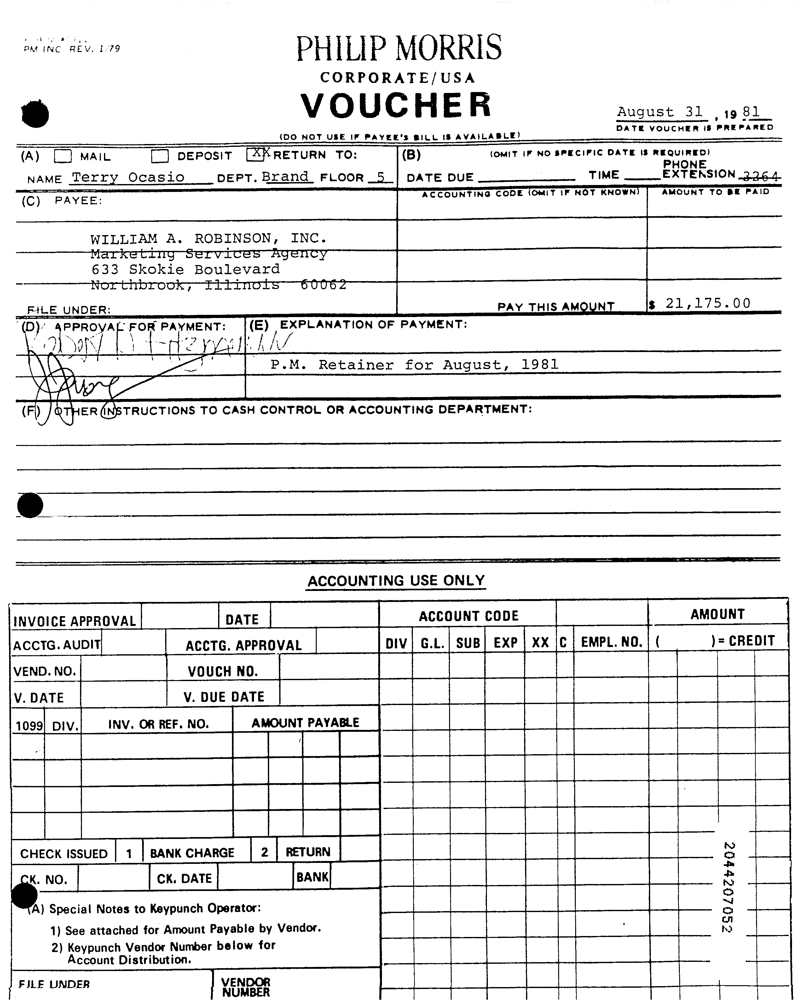 PM INC REV. 1/79
PHILIP MORRIS
CORPORATE/USA
VOUCHER
August 31 , 19 81
DATE VOUCHER IS PREPARED
(DO NOT USE IF PAYEE'S BILL IS AVAILABLE)
(A) MAIL DEPOSIT XX RETURN TO:
NAME Terry Ocasio DEPT. Brand FLOOR 5
(B) (OMIT IF NO SPECIFIC DATE IS REQUIRED)
DATE DUE TIME PHONE EXTENSION 3264
(C) PAYEE:
ACCOUNTING CODE (OMIT IF NOT KNOWN) AMOUNT TO BE PAID
WILLIAM A. ROBINSON, INC.
Marketing Services Agency
633 Skokie Boulevard
Northbrook, Illinois 60062
FILE UNDER:
PAY THIS AMOUNT $ 21,175.00
(D) APPROVAL FOR PAYMENT: (E) EXPLANATION OF PAYMENT:
P.M. Retainer for August, 1981
(F) OTHER INSTRUCTIONS TO CASH CONTROL OR ACCOUNTING DEPARTMENT:
ACCOUNTING USE ONLY
INVOICE APPROVAL DATE
ACCTG. AUDIT ACCTG. APPROVAL
VEND. NO. VOUCH NO.
V. DATE V. DUE DATE
1099 DIV. INV. OR REF. NO. AMOUNT PAYABLE
CHECK ISSUED 1 BANK CHARGE 2 RETURN
CK. NO. CK. DATE BANK
(A) Special Notes to Keypunch Operator:
1) See attached for Amount Payable by Vendor.
2) Keypunch Vendor Number below for
Account Distribution.
FILE UNDER VENDOR NUMBER
ACCOUNT CODE AMOUNT
DIV G.L. SUB EXP XX C EMPL. NO. ( )= CREDIT
2044207052